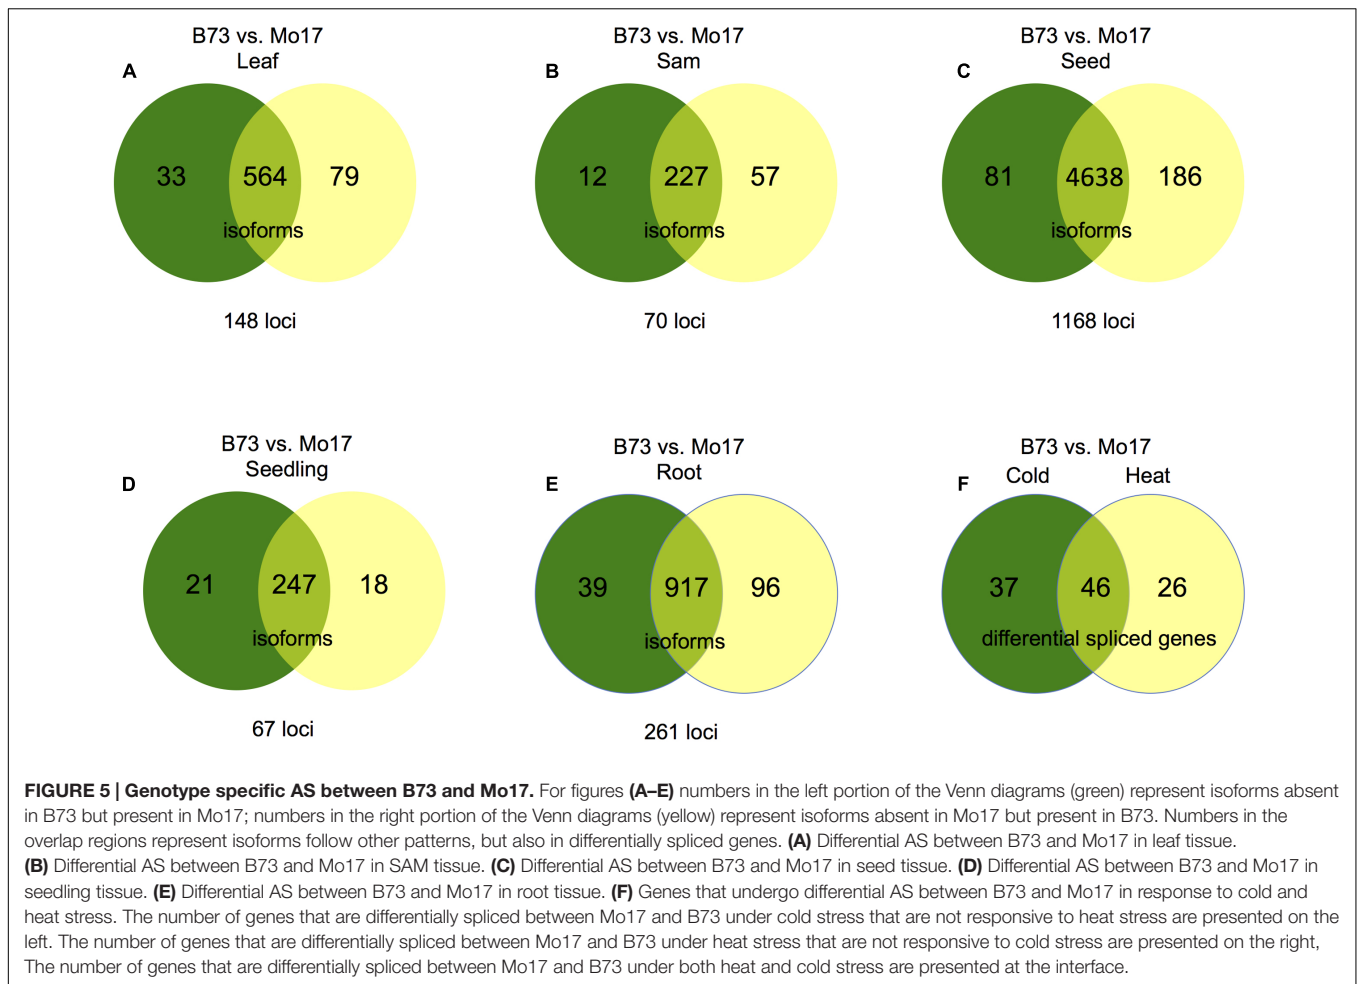 B73 vs. Mo17
Leaf
A
33
564
79
isoforms
148 loci
B73 vs. Mo17
Sam
B
12
227
57
isoforms
70 loci
B73 vs. Mo17
Seed
C
81
4638
186
isoforms
1168 loci
B73 vs. Mo17
Seedling
D
21
247
18
isoforms
67 loci
B73 vs. Mo17
Root
E
39
917
96
isoforms
261 loci
B73 vs. Mo17
Cold
Heat
F
37
46
26
differential spliced genes
FIGURE 5 | Genotype specific AS between B73 and Mo17. For figures (A–E) numbers in the left portion of the Venn diagrams (green) represent isoforms absent
in B73 but present in Mo17; numbers in the right portion of the Venn diagrams (yellow) represent isoforms absent in Mo17 but present in B73. Numbers in the
overlap regions represent isoforms follow other patterns, but also in differentially spliced genes. (A) Differential AS between B73 and Mo17 in leaf tissue.
(B) Differential AS between B73 and Mo17 in SAM tissue. (C) Differential AS between B73 and Mo17 in seed tissue. (D) Differential AS between B73 and Mo17 in
seedling tissue. (E) Differential AS between B73 and Mo17 in root tissue. (F) Genes that undergo differential AS between B73 and Mo17 in response to cold and
heat stress. The number of genes that are differentially spliced between Mo17 and B73 under cold stress that are not responsive to heat stress are presented on the
left. The number of genes that are differentially spliced between Mo17 and B73 under heat stress that are not responsive to cold stress are presented on the right,
The number of genes that are differentially spliced between Mo17 and B73 under both heat and cold stress are presented at the interface.